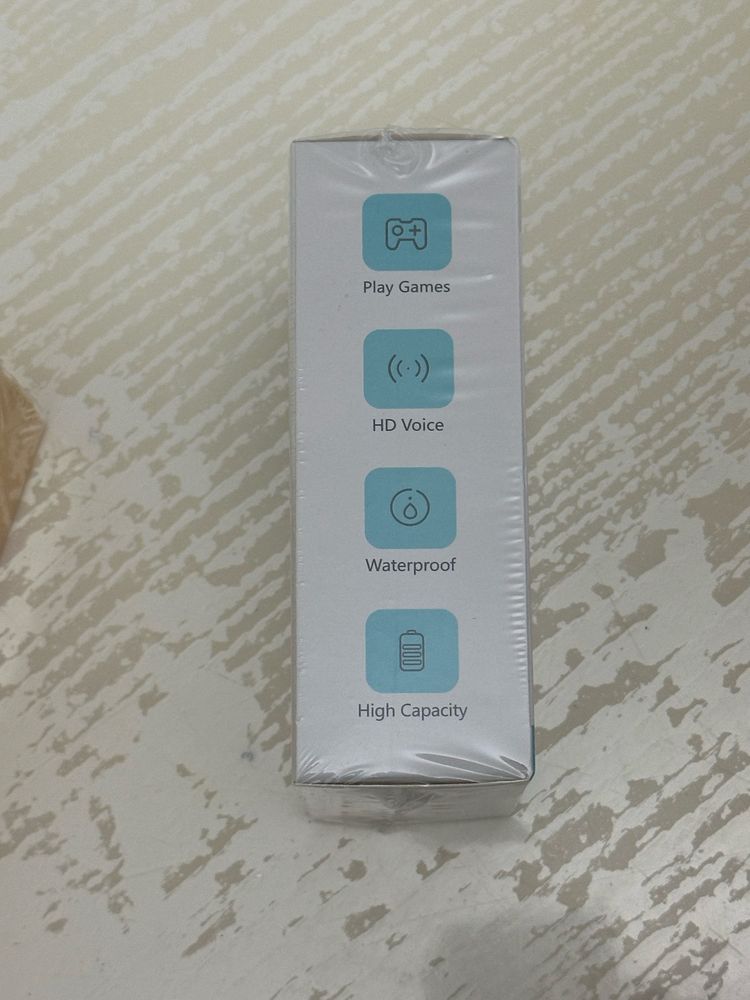 Play Games
HD Voice
Waterproof
High Capacity